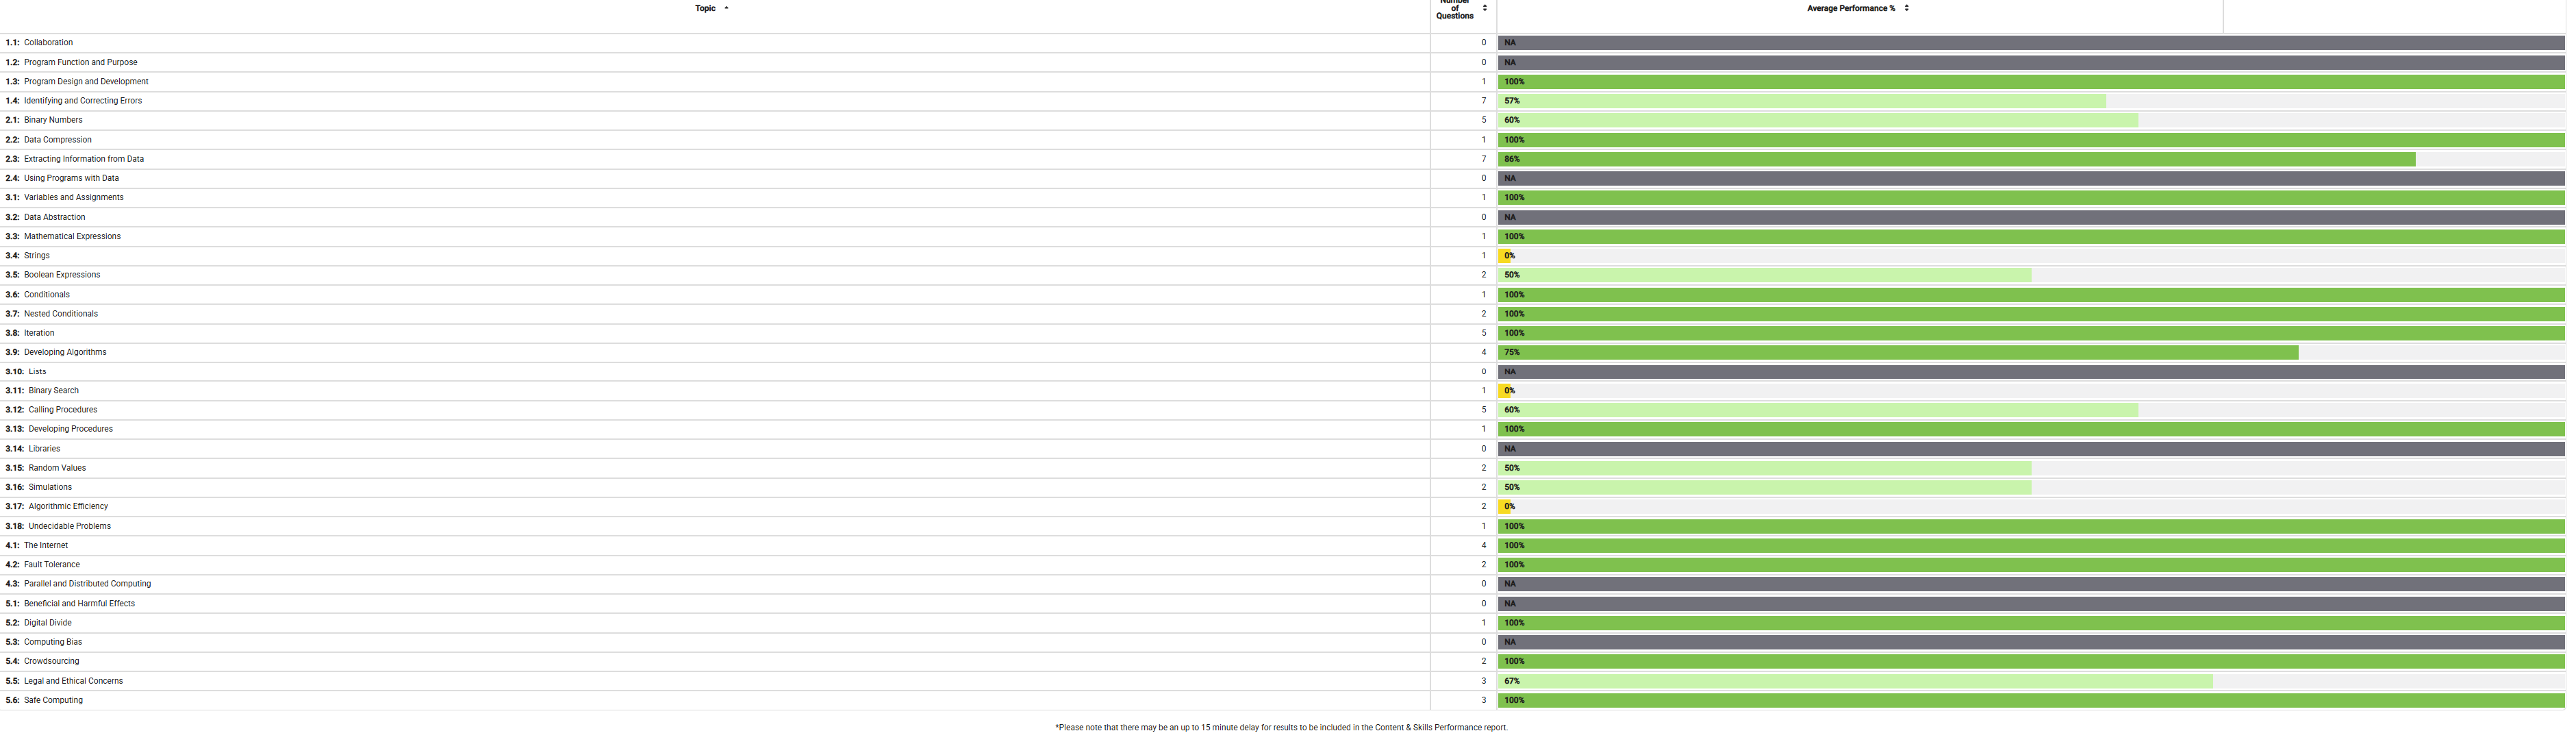 Topic
Number of Questions
Average Performance %
1.1: Collaboration 0 NA
1.2: Program Function and Purpose 0 NA
1.3: Program Design and Development 1 100%
1.4: Identifying and Correcting Errors 7 57%
2.1: Binary Numbers 5 60%
2.2: Data Compression 1 100%
2.3: Extracting Information from Data 7 86%
2.4: Using Programs with Data 0 NA
3.1: Variables and Assignments 1 100%
3.2: Data Abstraction 0 NA
3.3: Mathematical Expressions 1 100%
3.4: Strings 1 0%
3.5: Boolean Expressions 2 50%
3.6: Conditionals 1 100%
3.7: Nested Conditionals 2 100%
3.8: Iteration 5 100%
3.9: Developing Algorithms 4 75%
3.10: Lists 0 NA
3.11: Binary Search 1 0%
3.12: Calling Procedures 5 60%
3.13: Developing Procedures 1 100%
3.14: Libraries 0 NA
3.15: Random Values 2 50%
3.16: Simulations 2 50%
3.17: Algorithmic Efficiency 2 0%
3.18: Undecidable Problems 1 100%
4.1: The Internet 4 100%
4.2: Fault Tolerance 2 100%
4.3: Parallel and Distributed Computing 0 NA
5.1: Beneficial and Harmful Effects 0 NA
5.2: Digital Divide 1 100%
5.3: Computing Bias 0 NA
5.4: Crowdsourcing 2 100%
5.5: Legal and Ethical Concerns 3 67%
5.6: Safe Computing 3 100%
*Please note that there may be an up to 15 minute delay for results to be included in the Content & Skills Performance report.